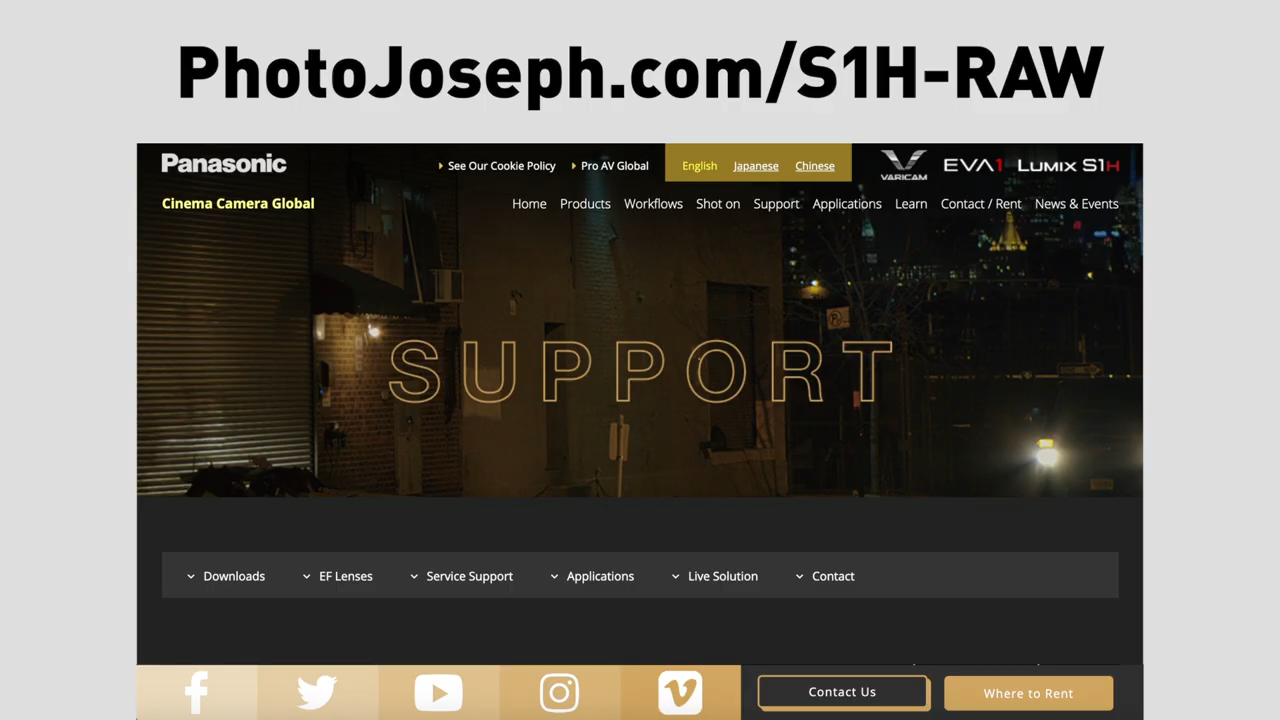 PhotoJoseph.com/S1H-RAW
Panasonic See Our Cookie Policy Pro AV Global English Japanese Chinese VARICAM EVA1 LUMIX S1H
Cinema Camera Global Home Products Workflows Shot on Support Applications Learn Contact / Rent News & Events
SUPPORT
Downloads EF Lenses Service Support Applications Live Solution Contact
Contact Us Where to Rent